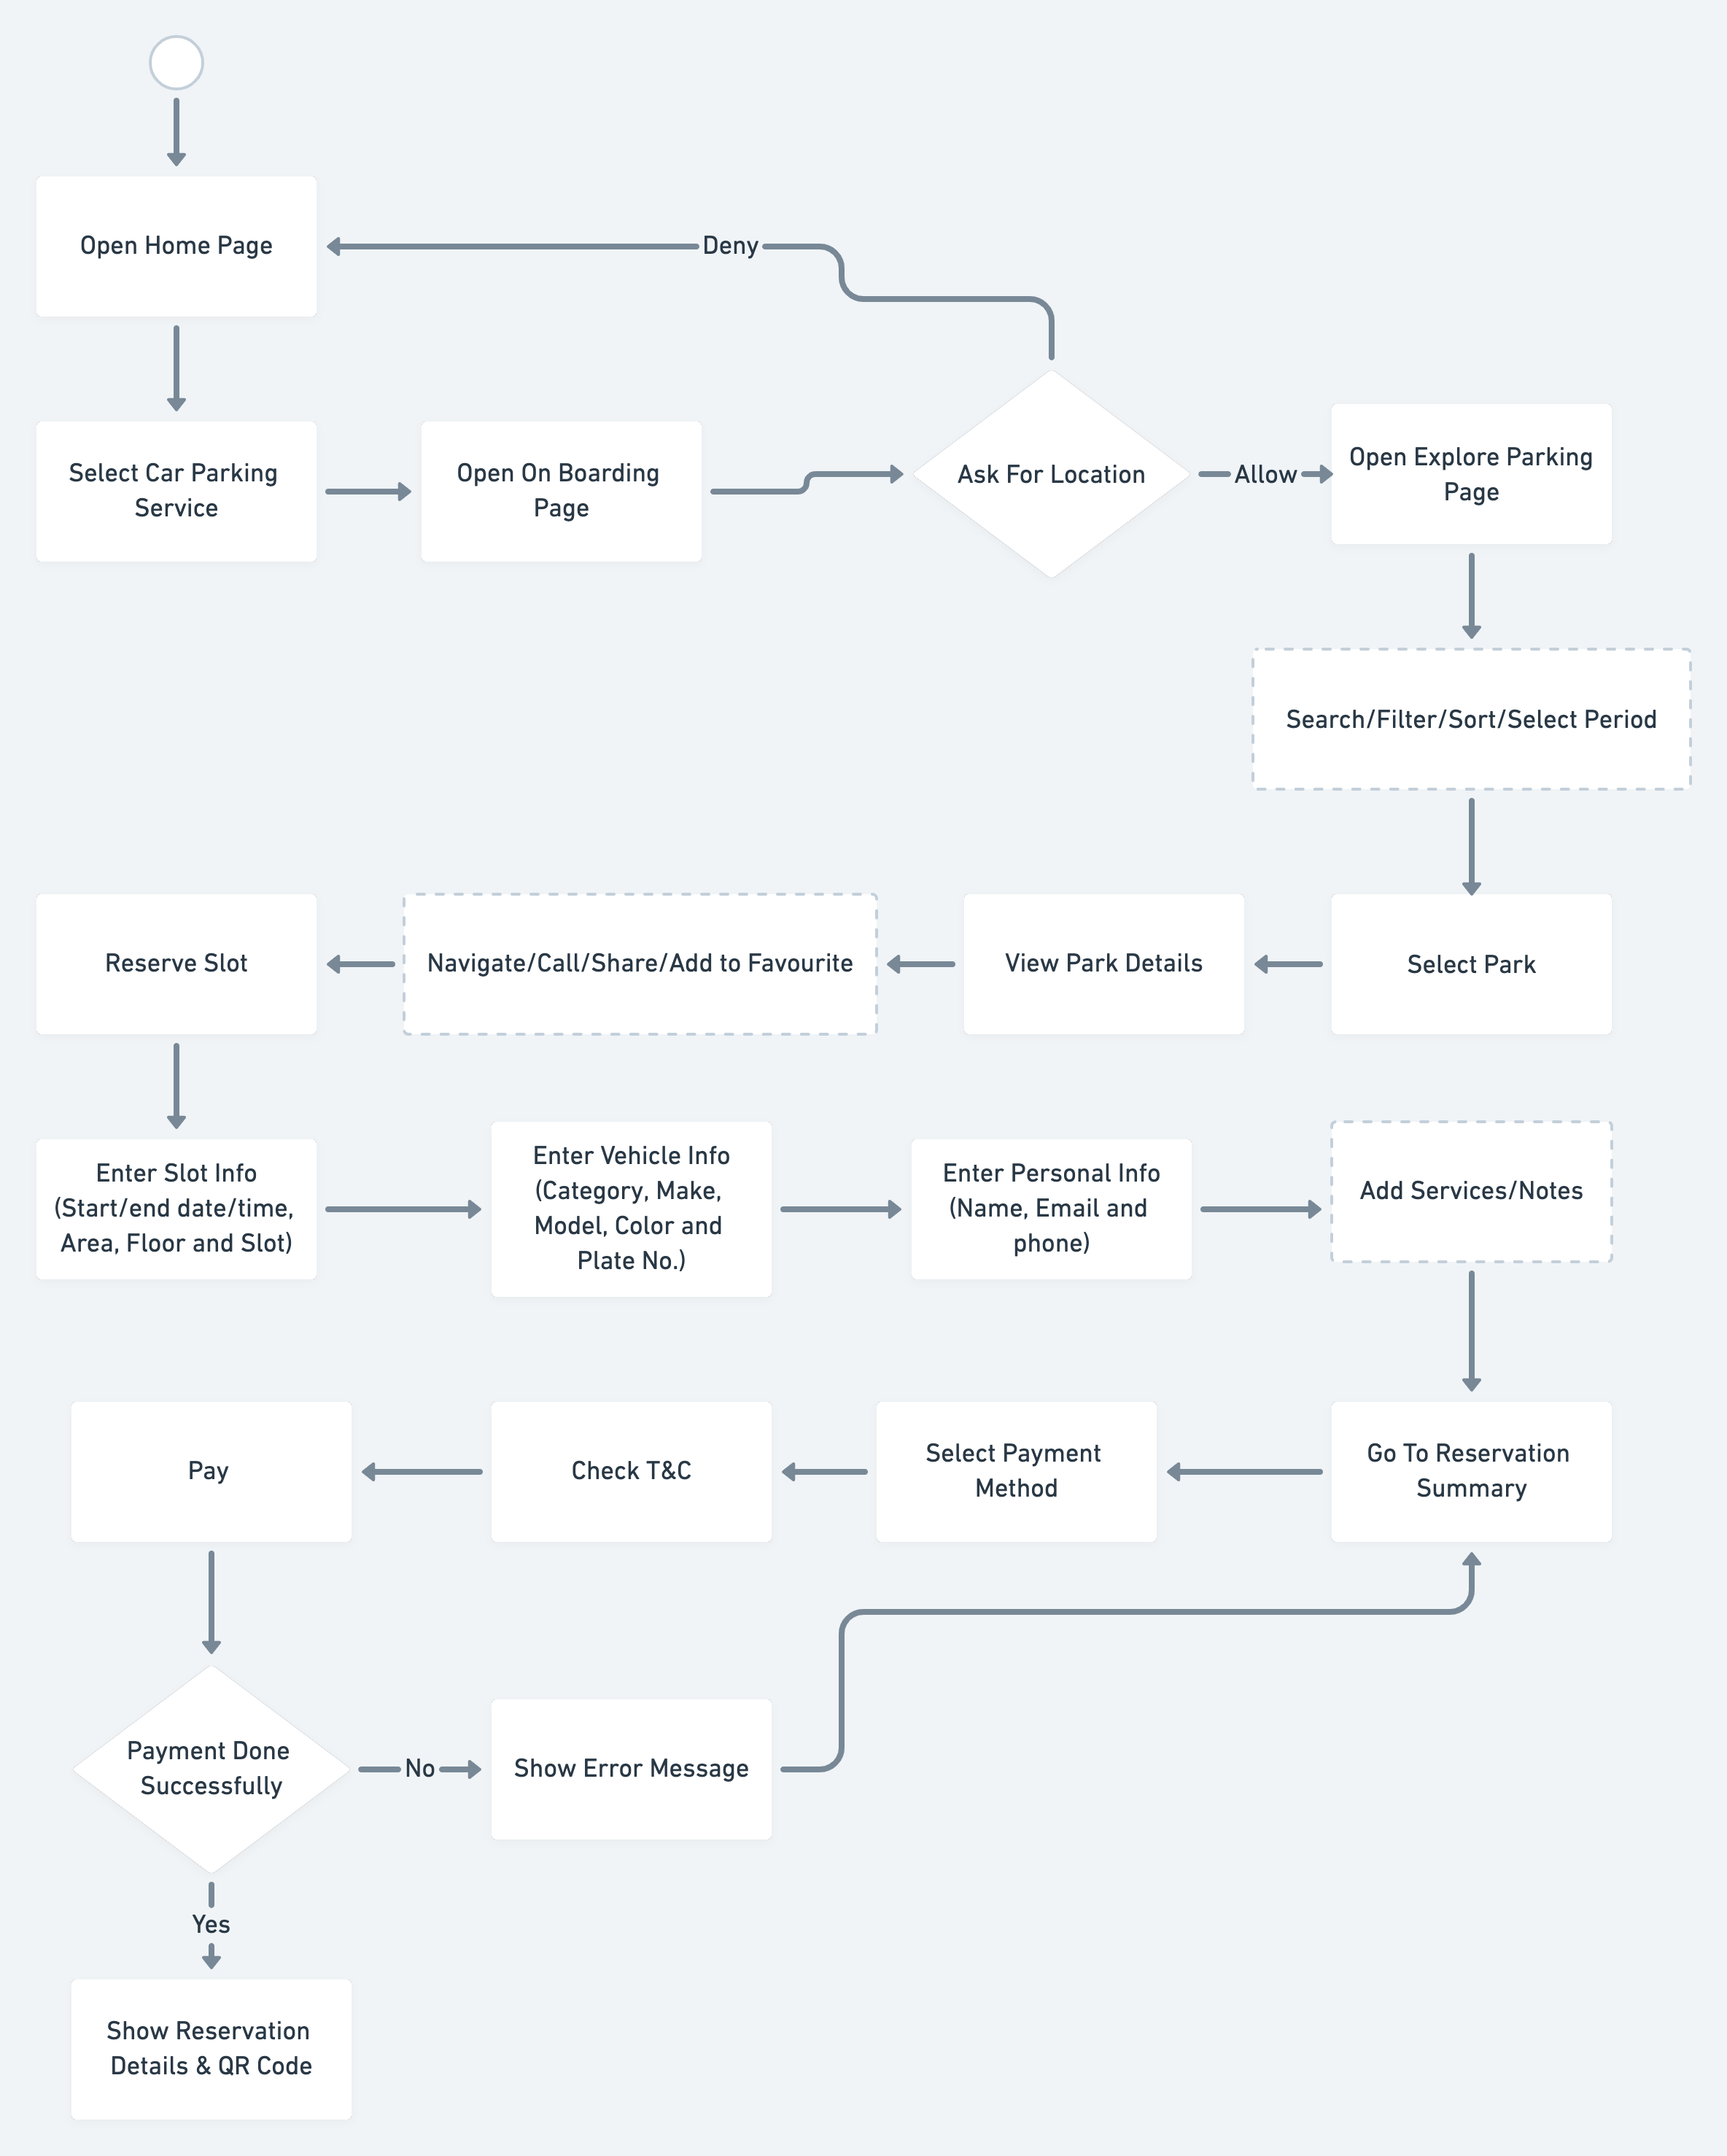 Open Home Page
Deny
Select Car Parking
Service
Open On Boarding
Page
Ask For Location
Allow
Open Explore Parking
Page
Search/Filter/Sort/Select Period
Reserve Slot
Navigate/Call/Share/Add to Favourite
View Park Details
Select Park
Enter Slot Info
(Start/end date/time,
Area, Floor and Slot)
Enter Vehicle Info
(Category, Make,
Model, Color and
Plate No.)
Enter Personal Info
(Name, Email and
phone)
Add Services/Notes
Pay
Check T&C
Select Payment
Method
Go To Reservation
Summary
Payment Done
Successfully
No
Show Error Message
Yes
Show Reservation
Details & QR Code